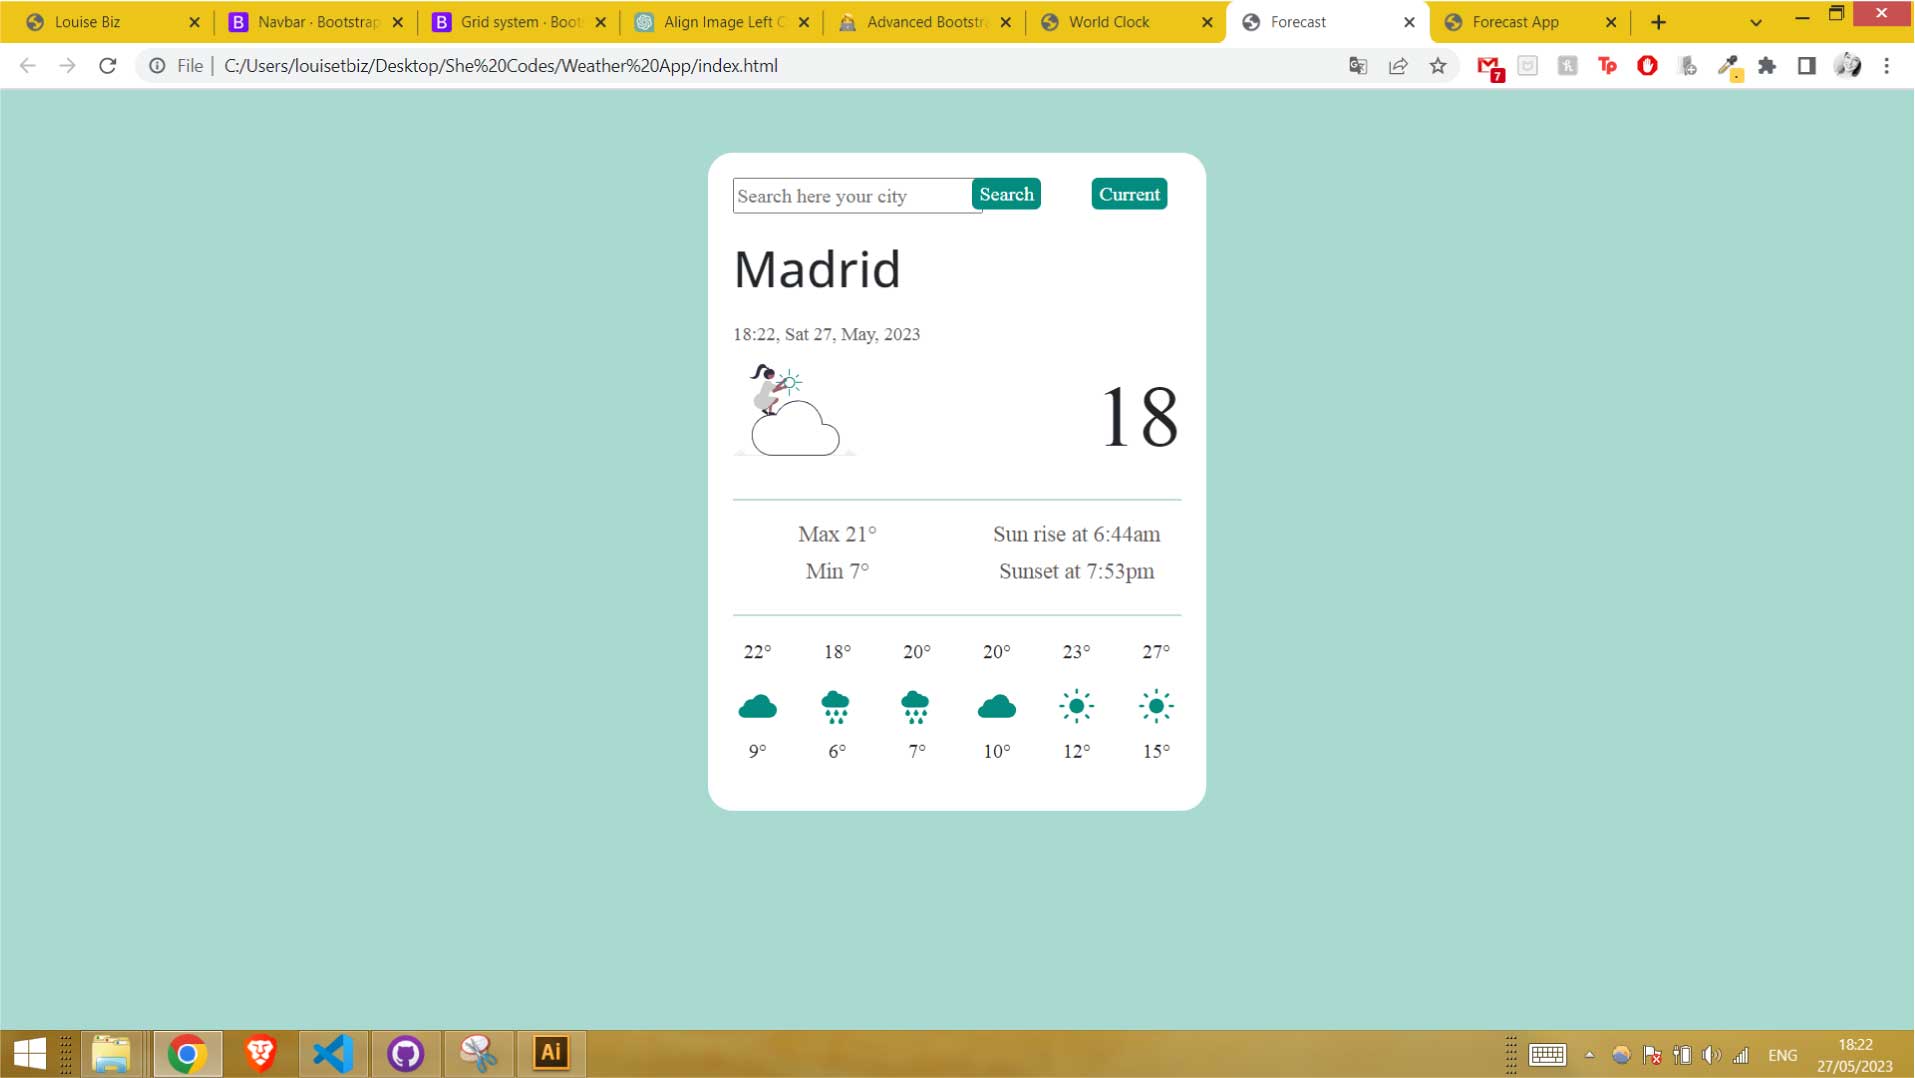 Louise Biz
Navbar · Bootstrap
Grid system · Boot
Align Image Left C
Advanced Bootstr
World Clock
Forecast
Forecast App
File | C:/Users/louisetbiz/Desktop/She%20Codes/Weather%20App/index.html
7
Search here your city
Search
Current
Madrid
18:22, Sat 27, May, 2023
18
Max 21°
Sun rise at 6:44am
Min 7°
Sunset at 7:53pm
22° 18° 20° 20° 23° 27°
9° 6° 7° 10° 12° 15°
Ai
ENG
18:22
27/05/2023